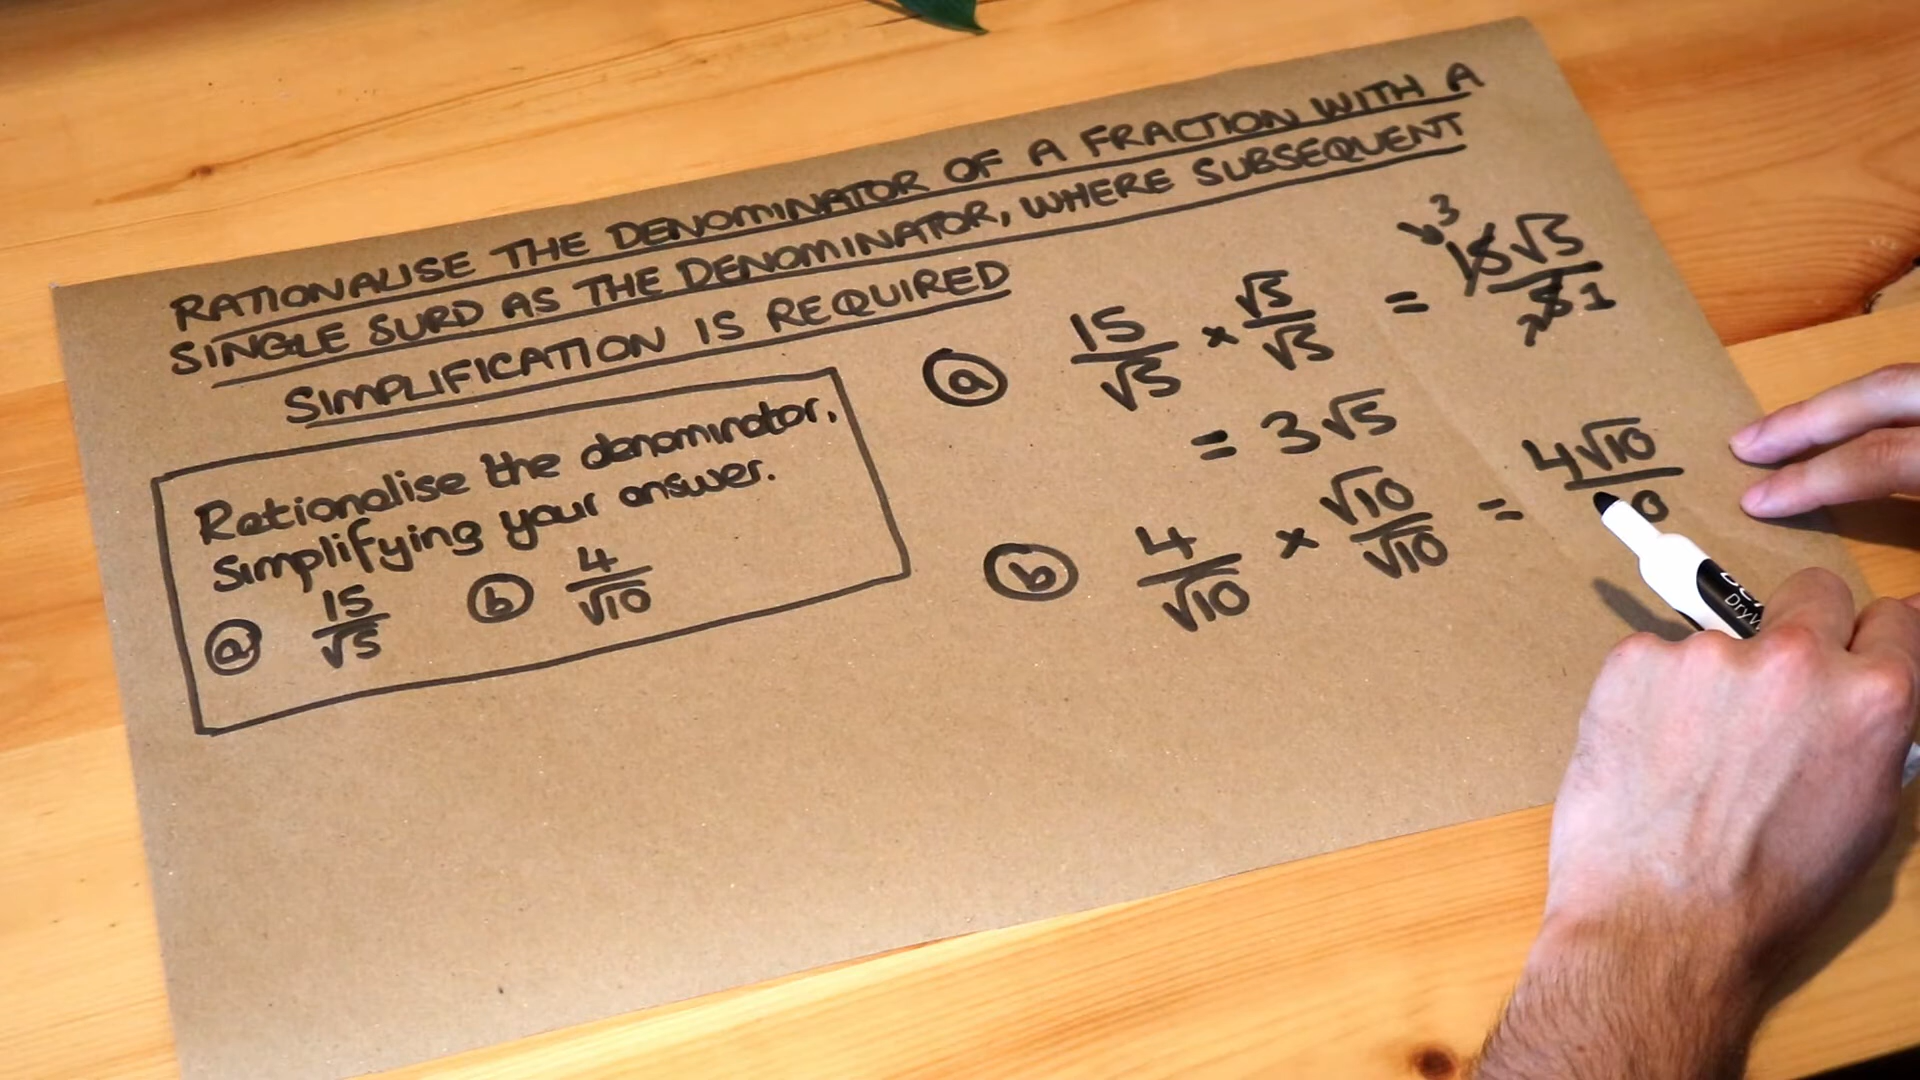 RATIONALISE THE DENOMINATOR OF A FRACTION WITH A
SINGLE SURD AS THE DENOMINATOR, WHERE SUBSEQUENT
SIMPLIFICATION IS REQUIRED
Rationalise the denominator,
simplifying your answer.
ⓐ 15/√5 ⓑ 4/√10
ⓐ 15/√5 × √5/√5 = 15√5/5
3
1
= 3√5
ⓑ 4/√10 × √10/√10 = 4√10/